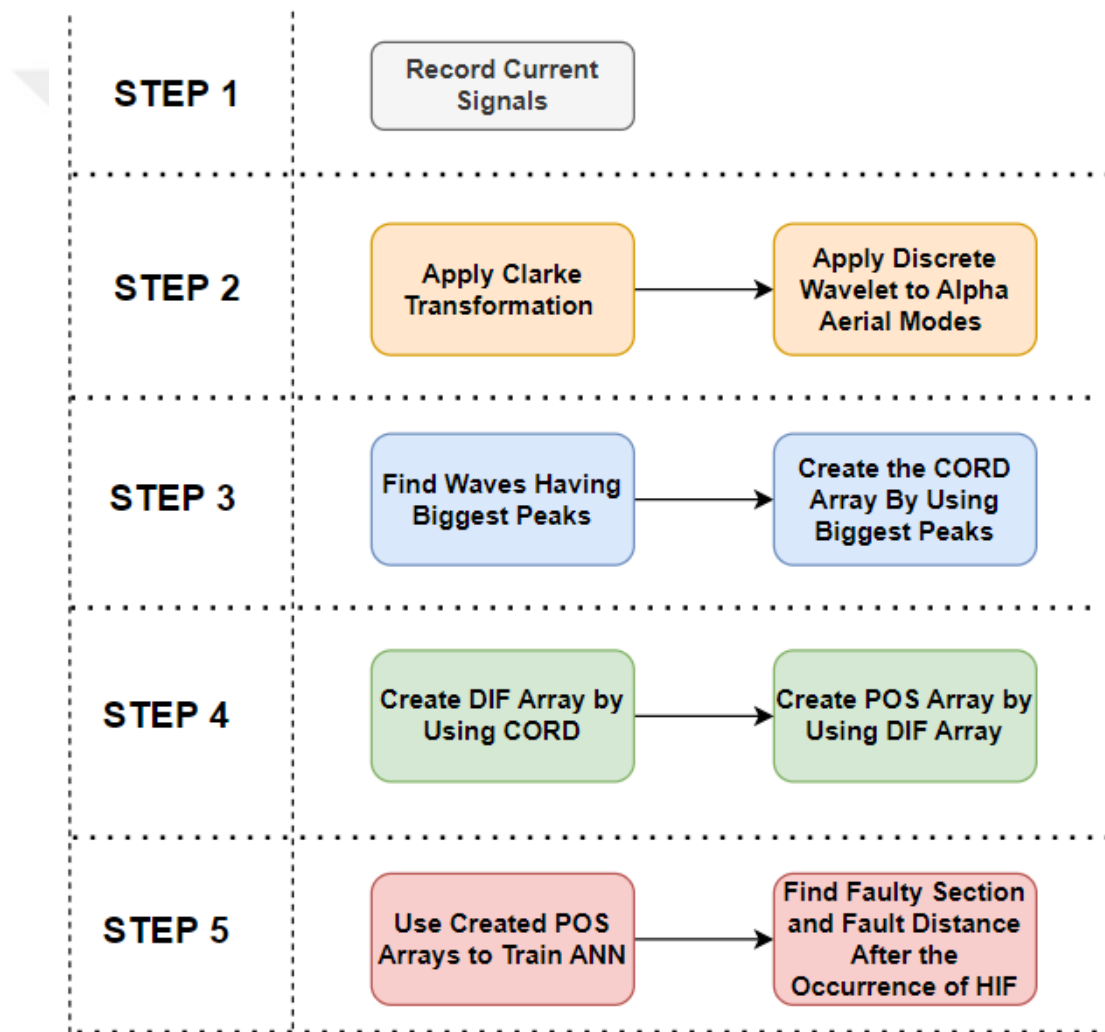 STEP 1
Record Current
Signals
STEP 2
Apply Clarke
Transformation
Apply Discrete
Wavelet to Alpha
Aerial Modes
STEP 3
Find Waves Having
Biggest Peaks
Create the CORD
Array By Using
Biggest Peaks
STEP 4
Create DIF Array by
Using CORD
Create POS Array by
Using DIF Array
STEP 5
Use Created POS
Arrays to Train ANN
Find Faulty Section
and Fault Distance
After the
Occurrence of HIF